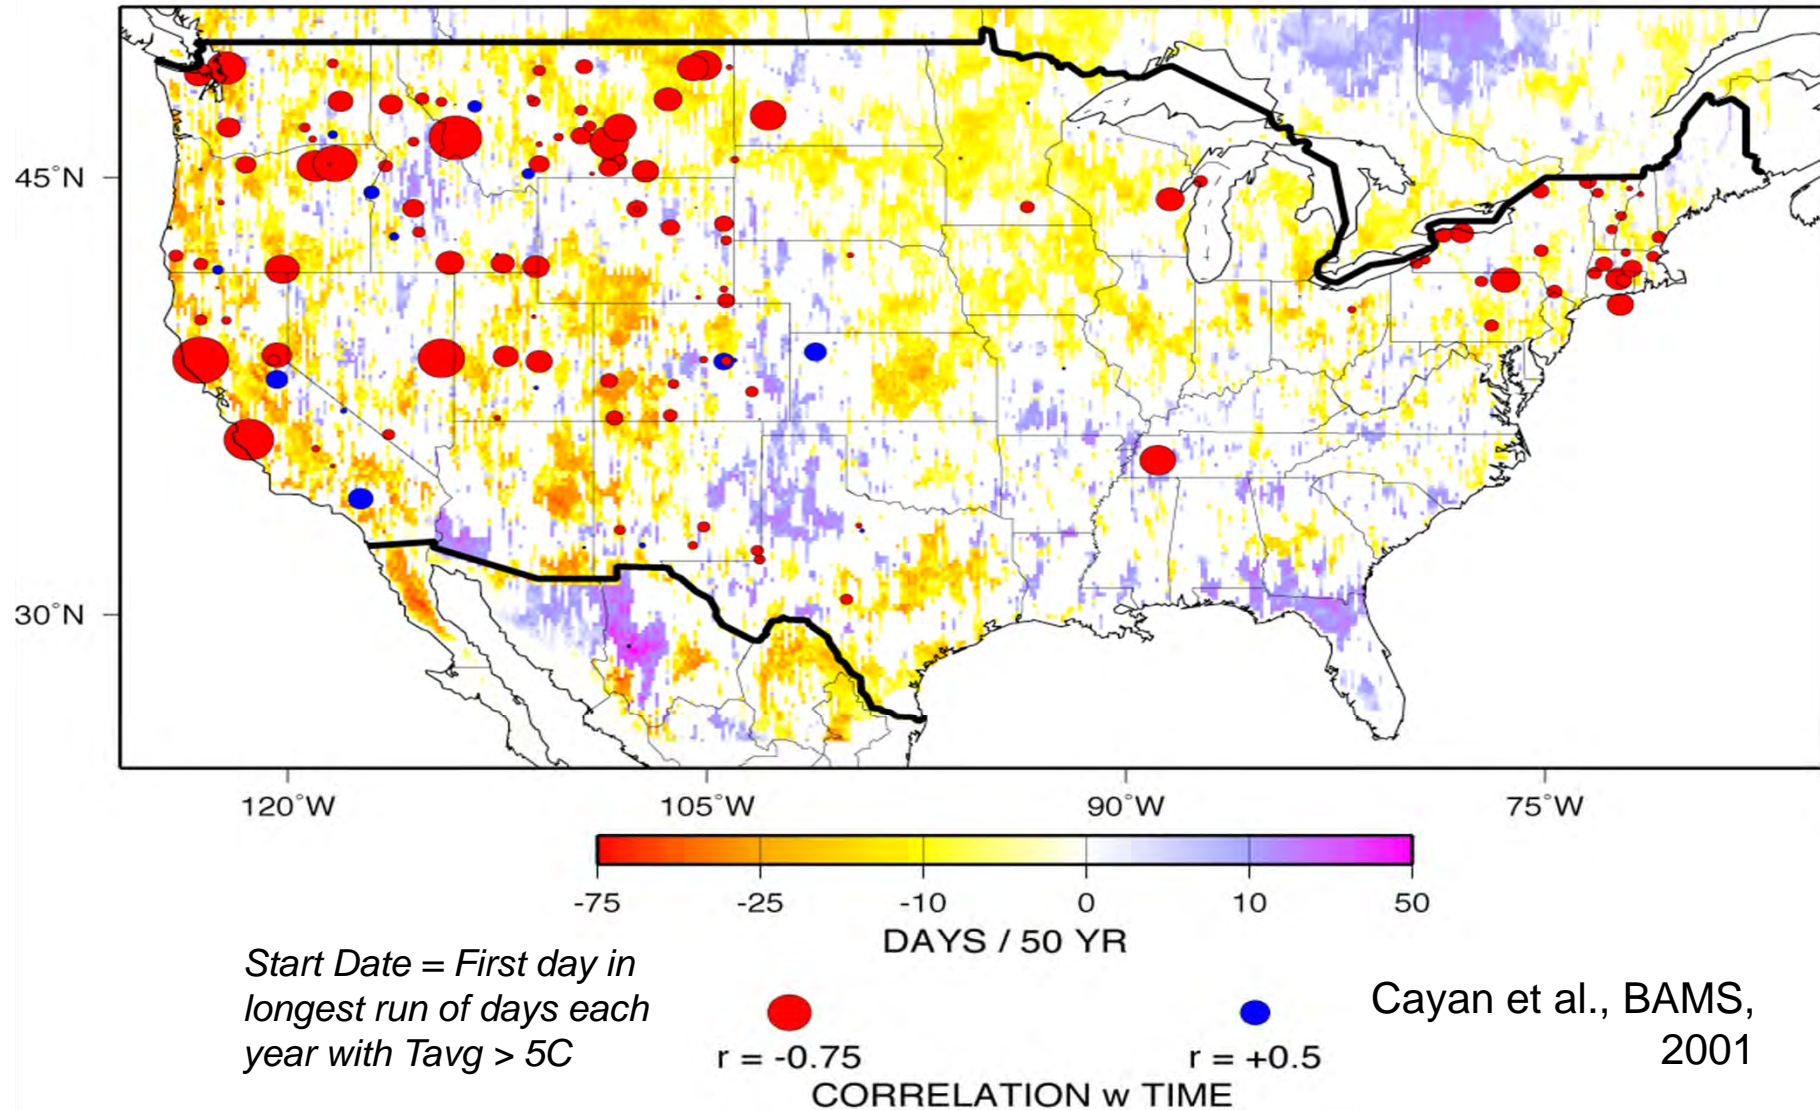 45°N
30°N
120°W 105°W 90°W 75°W
-75 -25 -10 0 10 50
DAYS / 50 YR
Start Date = First day in
longest run of days each
year with Tavg > 5C
r = -0.75 r = +0.5
CORRELATION w TIME
Cayan et al., BAMS,
2001